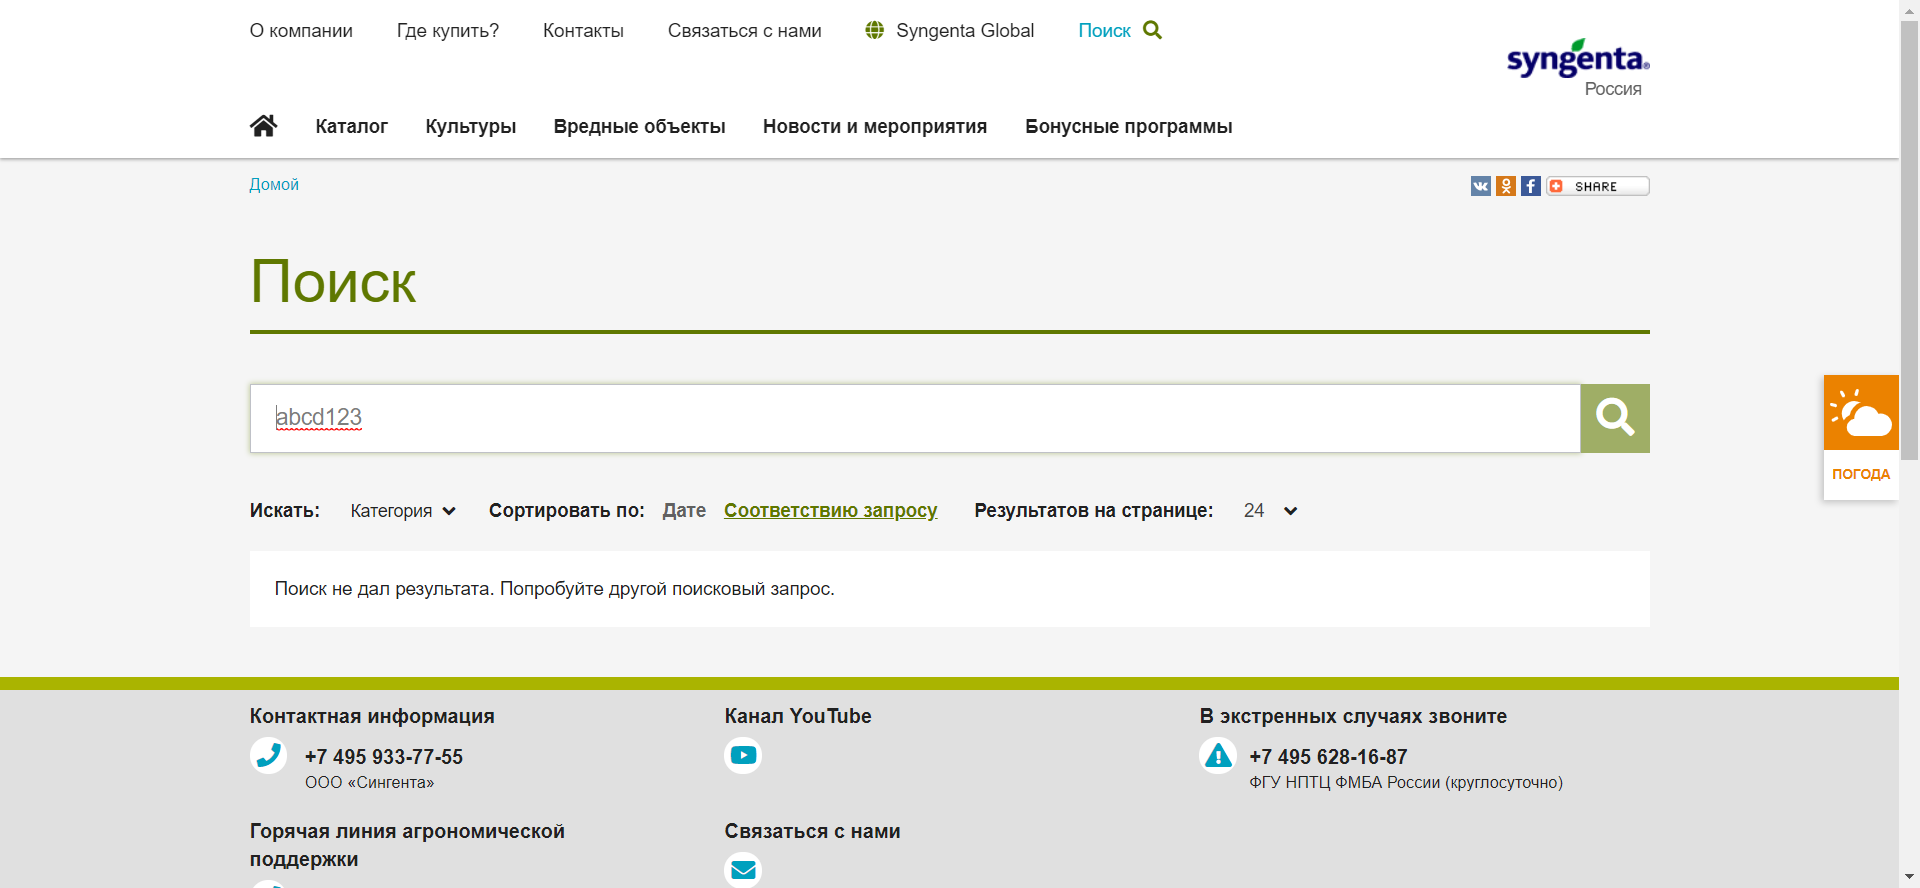 О компании Где купить? Контакты Связаться с нами Syngenta Global Поиск
syngenta®
Россия
Каталог Культуры Вредные объекты Новости и мероприятия Бонусные программы
Домой
SHARE
Поиск
abcd123
ПОГОДА
Искать: Категория Сортировать по: Дате Соответствию запросу Результатов на странице: 24
Поиск не дал результата. Попробуйте другой поисковый запрос.
Контактная информация
+7 495 933-77-55
ООО «Сингента»
Канал YouTube
В экстренных случаях звоните
+7 495 628-16-87
ФГУ НПТЦ ФМБА России (круглосуточно)
Горячая линия агрономической
поддержки
Связаться с нами